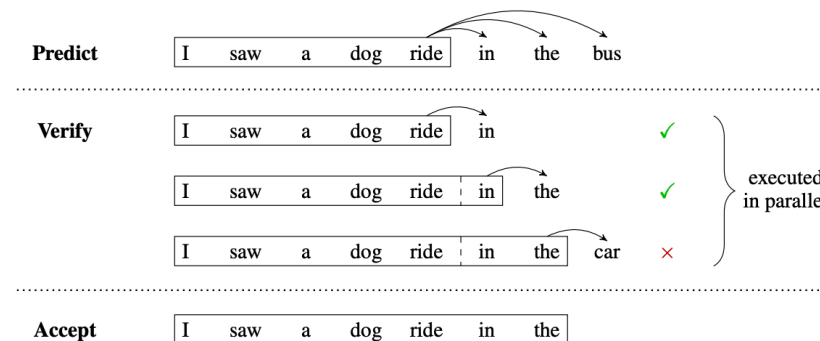 Predict I saw a dog ride in the bus
Verify I saw a dog ride in ✓
I saw a dog ride in the ✓
executed
in paralle
I saw a dog ride in the car ×
Accept I saw a dog ride in the